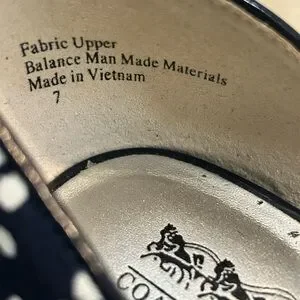 Fabric Upper
Balance Man Made Materials
Made in Vietnam
7